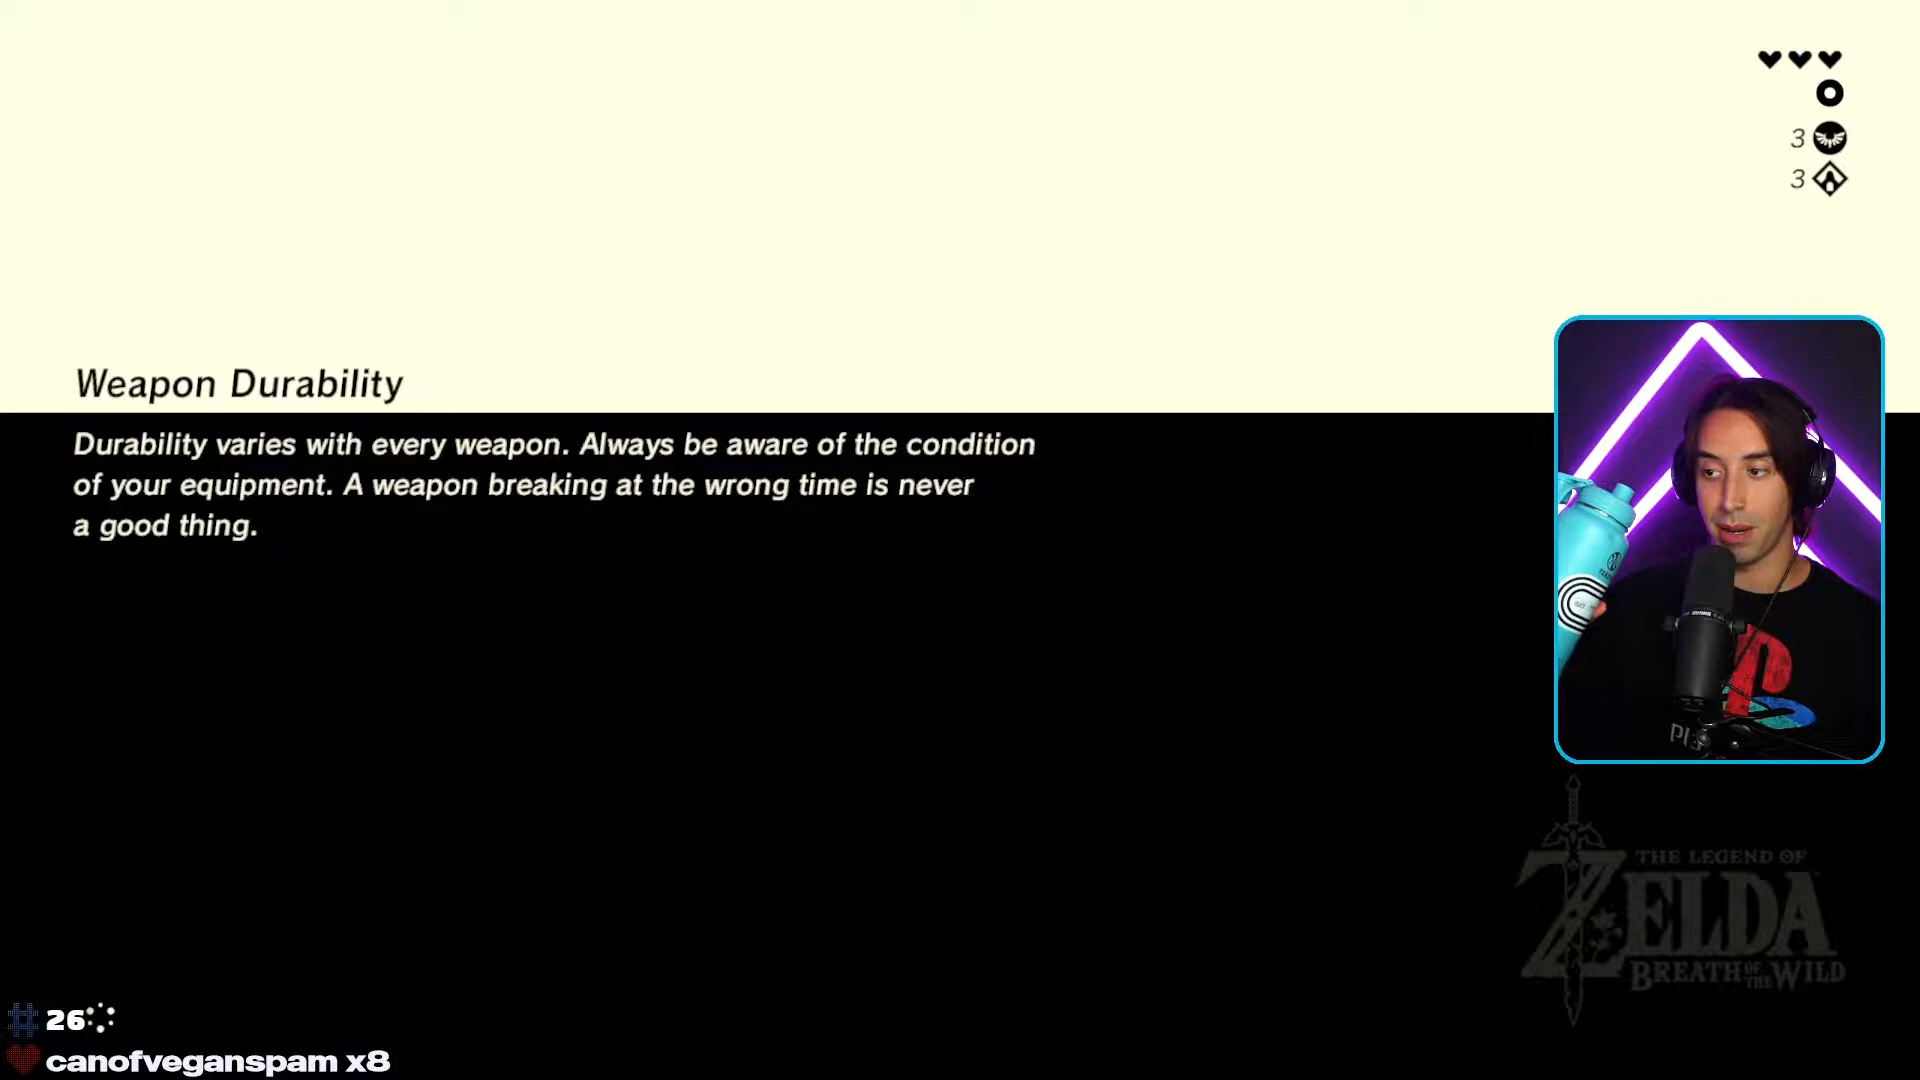 3
3
Weapon Durability
Durability varies with every weapon. Always be aware of the condition
of your equipment. A weapon breaking at the wrong time is never
a good thing.
THE LEGEND OF
ZELDA
BREATH OF THE WILD
# 26
canofveganspam x8